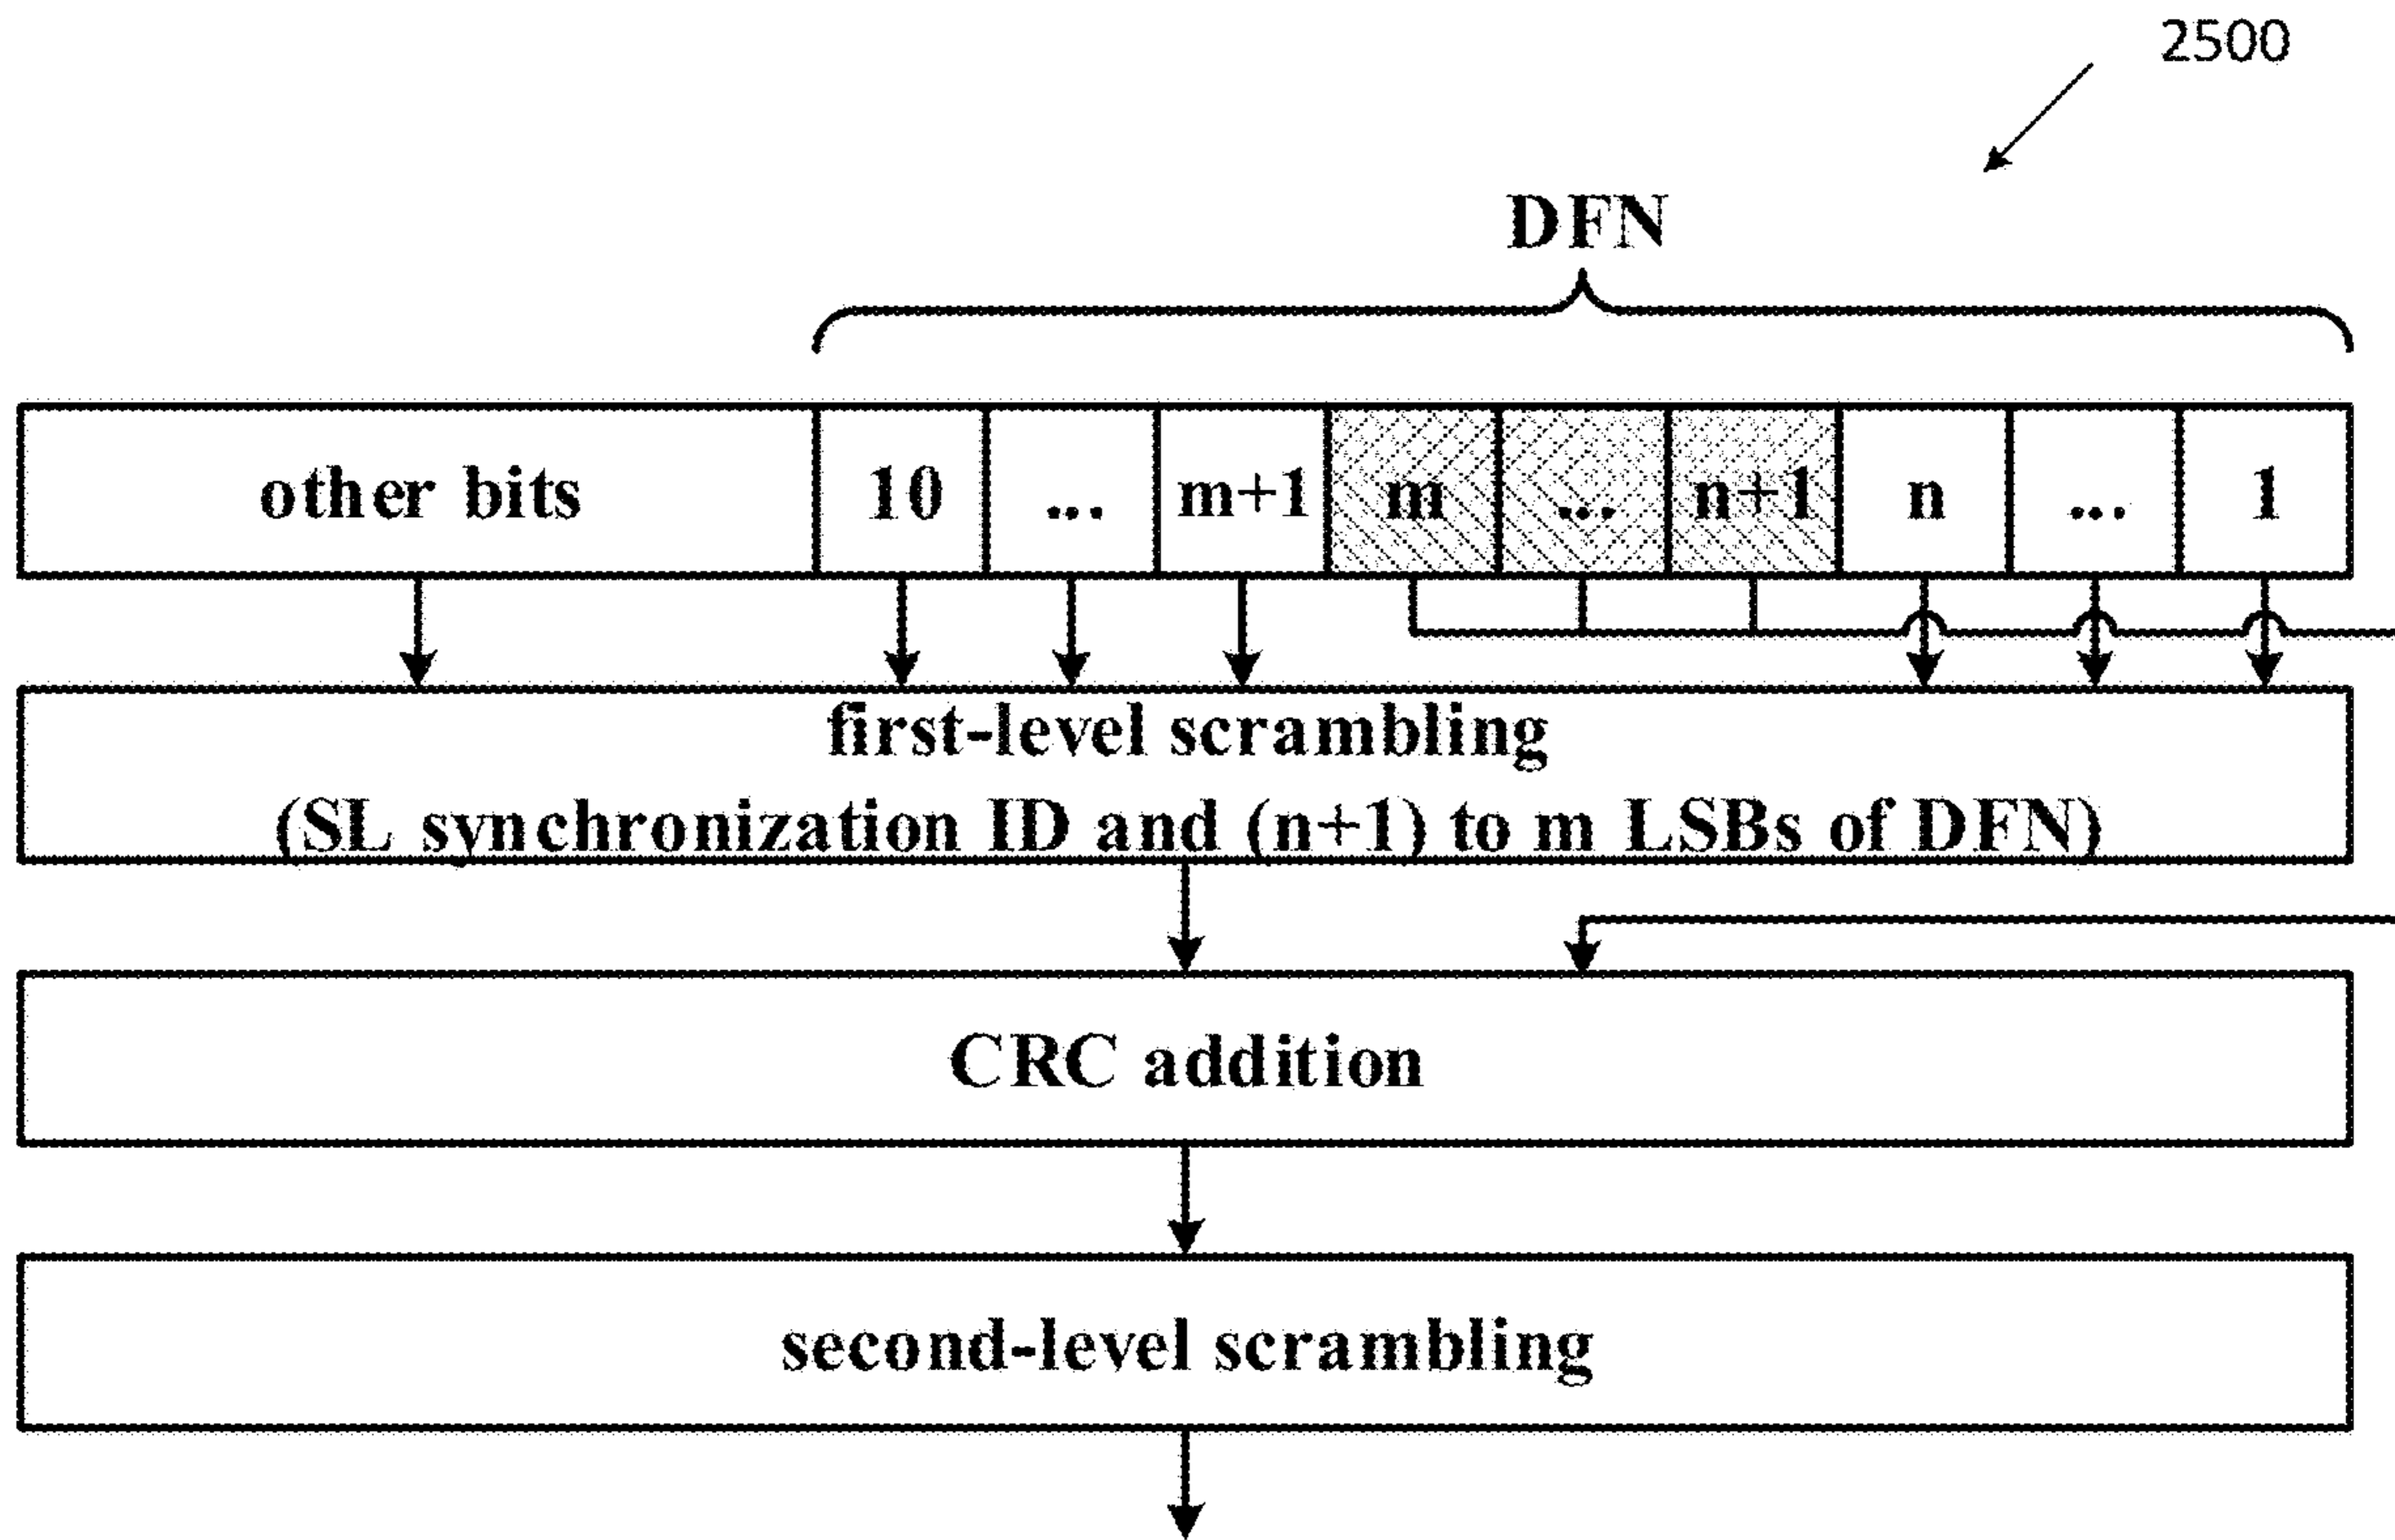 2500
DFN
other bits 10 ... m+1 m ... n+1 n ... 1
first-level scrambling
(SL synchronization ID and (n+1) to m LSBs of DFN)
CRC addition
second-level scrambling